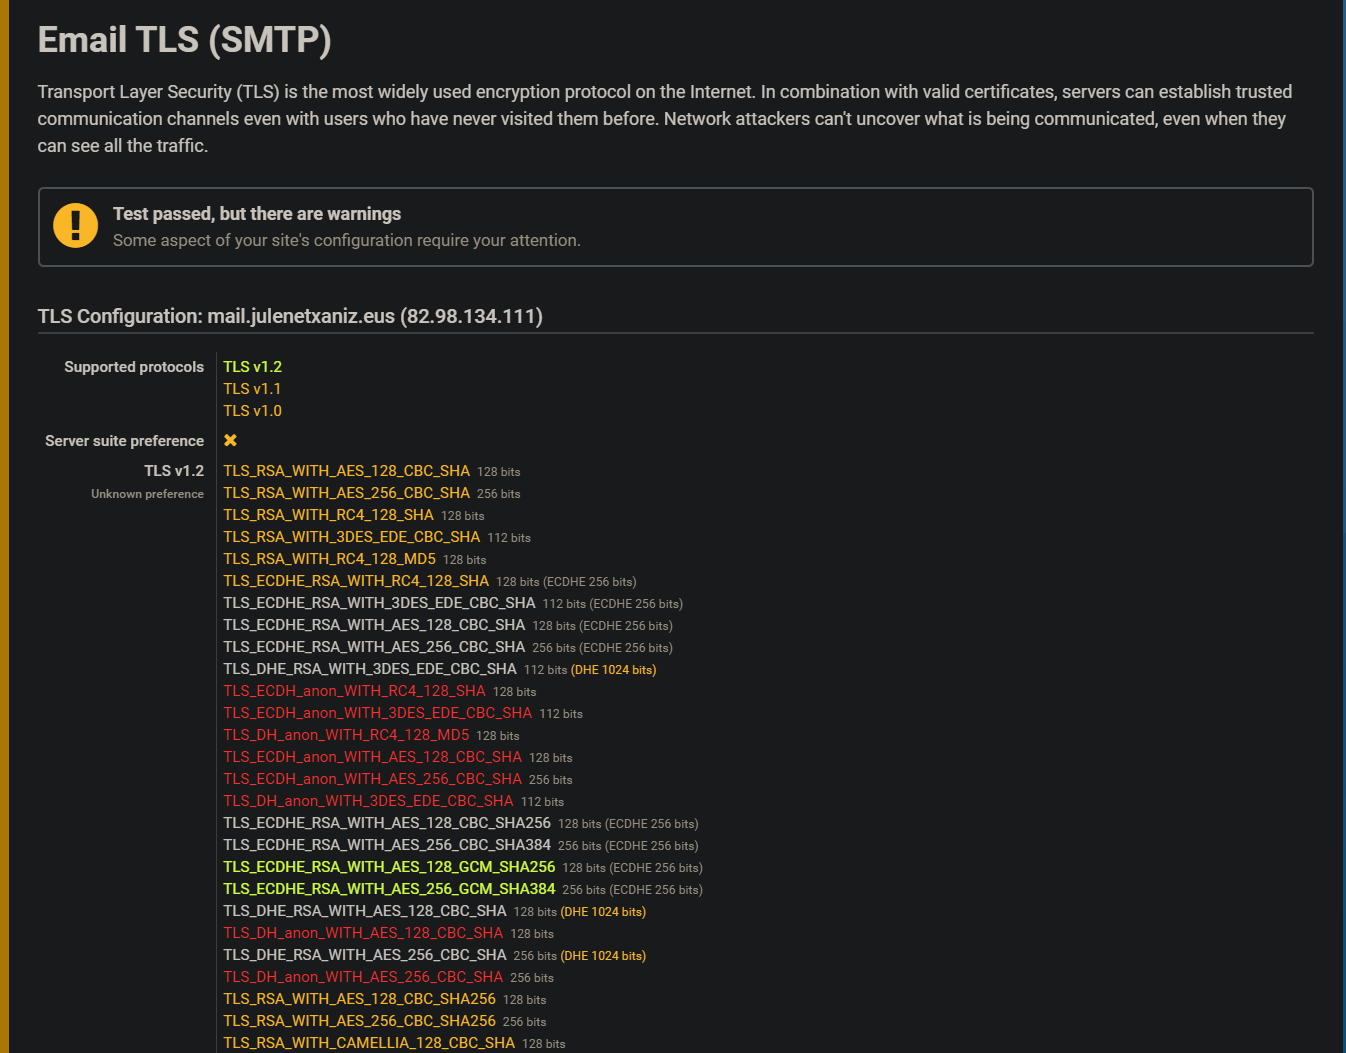 Email TLS (SMTP)
Transport Layer Security (TLS) is the most widely used encryption protocol on the Internet. In combination with valid certificates, servers can establish trusted
communication channels even with users who have never visited them before. Network attackers can't uncover what is being communicated, even when they
can see all the traffic.
Test passed, but there are warnings
Some aspect of your site's configuration require your attention.
TLS Configuration: mail.julenetxaniz.eus (82.98.134.111)
Supported protocols TLS v1.2
TLS v1.1
TLS v1.0
Server suite preference
TLS v1.2 TLS_RSA_WITH_AES_128_CBC_SHA 128 bits
Unknown preference TLS_RSA_WITH_AES_256_CBC_SHA 256 bits
TLS_RSA_WITH_RC4_128_SHA 128 bits
TLS_RSA_WITH_3DES_EDE_CBC_SHA 112 bits
TLS_RSA_WITH_RC4_128_MD5 128 bits
TLS_ECDHE_RSA_WITH_RC4_128_SHA 128 bits (ECDHE 256 bits)
TLS_ECDHE_RSA_WITH_3DES_EDE_CBC_SHA 112 bits (ECDHE 256 bits)
TLS_ECDHE_RSA_WITH_AES_128_CBC_SHA 128 bits (ECDHE 256 bits)
TLS_ECDHE_RSA_WITH_AES_256_CBC_SHA 256 bits (ECDHE 256 bits)
TLS_DHE_RSA_WITH_3DES_EDE_CBC_SHA 112 bits (DHE 1024 bits)
TLS_ECDH_anon_WITH_RC4_128_SHA 128 bits
TLS_ECDH_anon_WITH_3DES_EDE_CBC_SHA 112 bits
TLS_DH_anon_WITH_RC4_128_MD5 128 bits
TLS_ECDH_anon_WITH_AES_128_CBC_SHA 128 bits
TLS_ECDH_anon_WITH_AES_256_CBC_SHA 256 bits
TLS_DH_anon_WITH_3DES_EDE_CBC_SHA 112 bits
TLS_ECDHE_RSA_WITH_AES_128_CBC_SHA256 128 bits (ECDHE 256 bits)
TLS_ECDHE_RSA_WITH_AES_256_CBC_SHA384 256 bits (ECDHE 256 bits)
TLS_ECDHE_RSA_WITH_AES_128_GCM_SHA256 128 bits (ECDHE 256 bits)
TLS_ECDHE_RSA_WITH_AES_256_GCM_SHA384 256 bits (ECDHE 256 bits)
TLS_DHE_RSA_WITH_AES_128_CBC_SHA 128 bits (DHE 1024 bits)
TLS_DH_anon_WITH_AES_128_CBC_SHA 128 bits
TLS_DHE_RSA_WITH_AES_256_CBC_SHA 256 bits (DHE 1024 bits)
TLS_DH_anon_WITH_AES_256_CBC_SHA 256 bits
TLS_RSA_WITH_AES_128_CBC_SHA256 128 bits
TLS_RSA_WITH_AES_256_CBC_SHA256 256 bits
TLS_RSA_WITH_CAMELLIA_128_CBC_SHA 128 bits